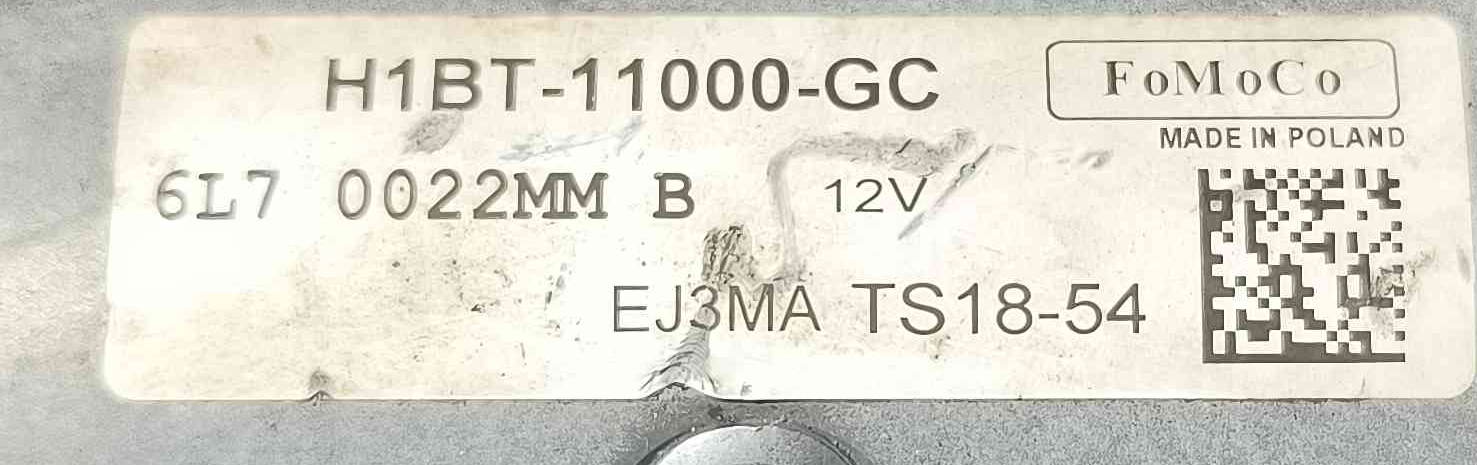 H1BT-11000-GC
FoMoCo
MADE IN POLAND
6L7 0022MM B
12V
EJ3MA TS18-54